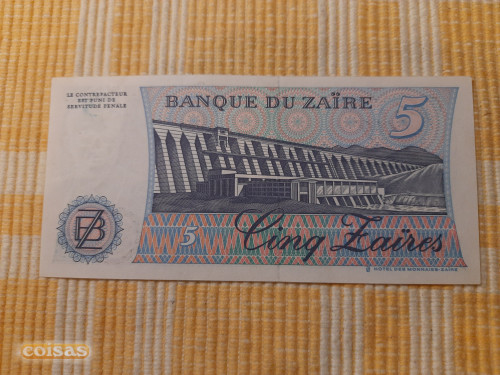 LE CONTREFACTEUR
EST PUNI DE
SERVITUDE PENALE
BANQUE DU ZAÏRE
5
BZ
5
Cinq Zaïres
HOTEL DES MONNAIES - ZAIRE
coisas